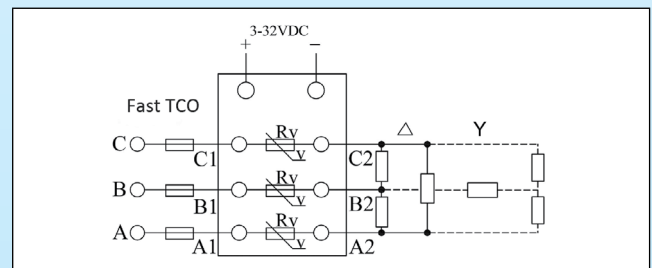 3-32VDC
+ −
Fast TCO
△ Y
C C1 Rv v C2
B B1 Rv v B2
A A1 Rv v A2